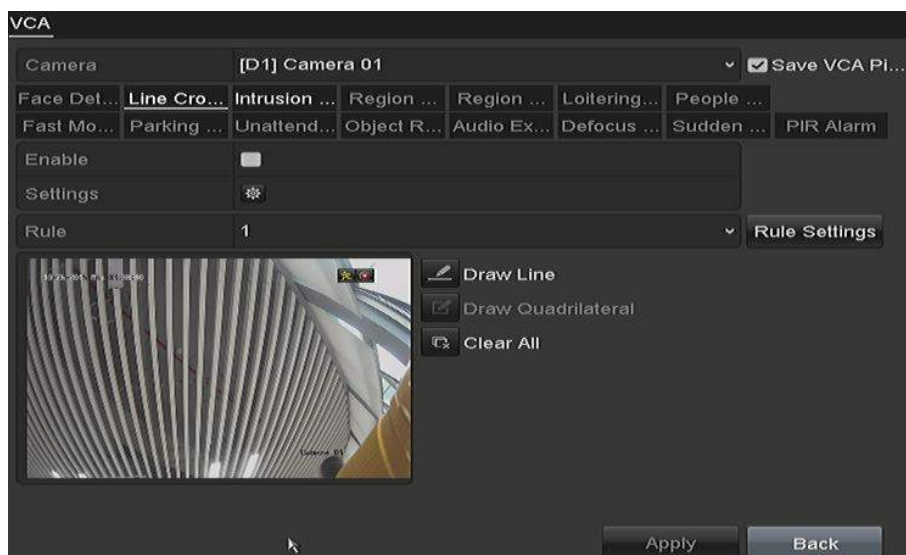 VCA
Camera [D1] Camera 01 Save VCA Pi...
Face Det... Line Cro... Intrusion ... Region ... Region ... Loitering... People ...
Fast Mo... Parking ... Unattend... Object R... Audio Ex... Defocus ... Sudden ... PIR Alarm
Enable
Settings
Rule 1 Rule Settings
Draw Line
Draw Quadrilateral
Clear All
Camera 01
Apply Back